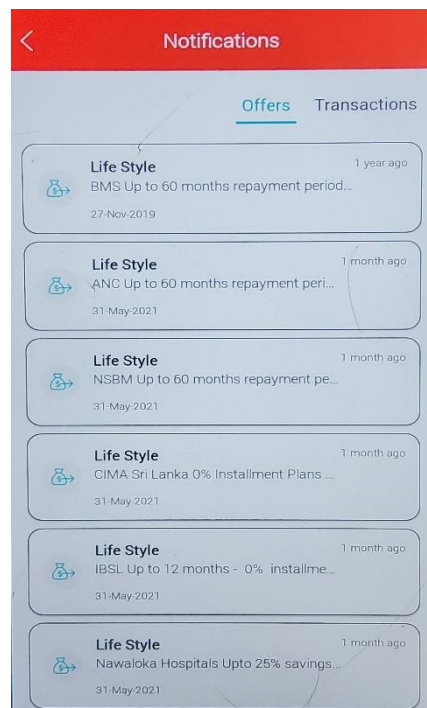 Notifications
Offers Transactions
Life Style 1 year ago
BMS Up to 60 months repayment period...
27-Nov-2019
Life Style 1 month ago
ANC Up to 60 months repayment peri...
31-May-2021
Life Style 1 month ago
NSBM Up to 60 months repayment pe...
31-May-2021
Life Style 1 month ago
CIMA Sri Lanka 0% Installment Plans ...
31-May-2021
Life Style 1 month ago
IBSL Up to 12 months - 0% installme...
31-May-2021
Life Style 1 month ago
Nawaloka Hospitals Upto 25% savings...
31-May-2021